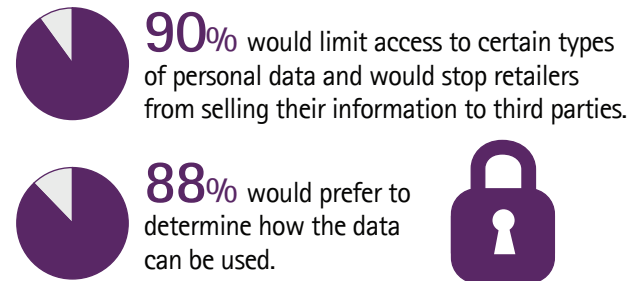 90% would limit access to certain types
of personal data and would stop retailers
from selling their information to third parties.
88% would prefer to
determine how the data
can be used.